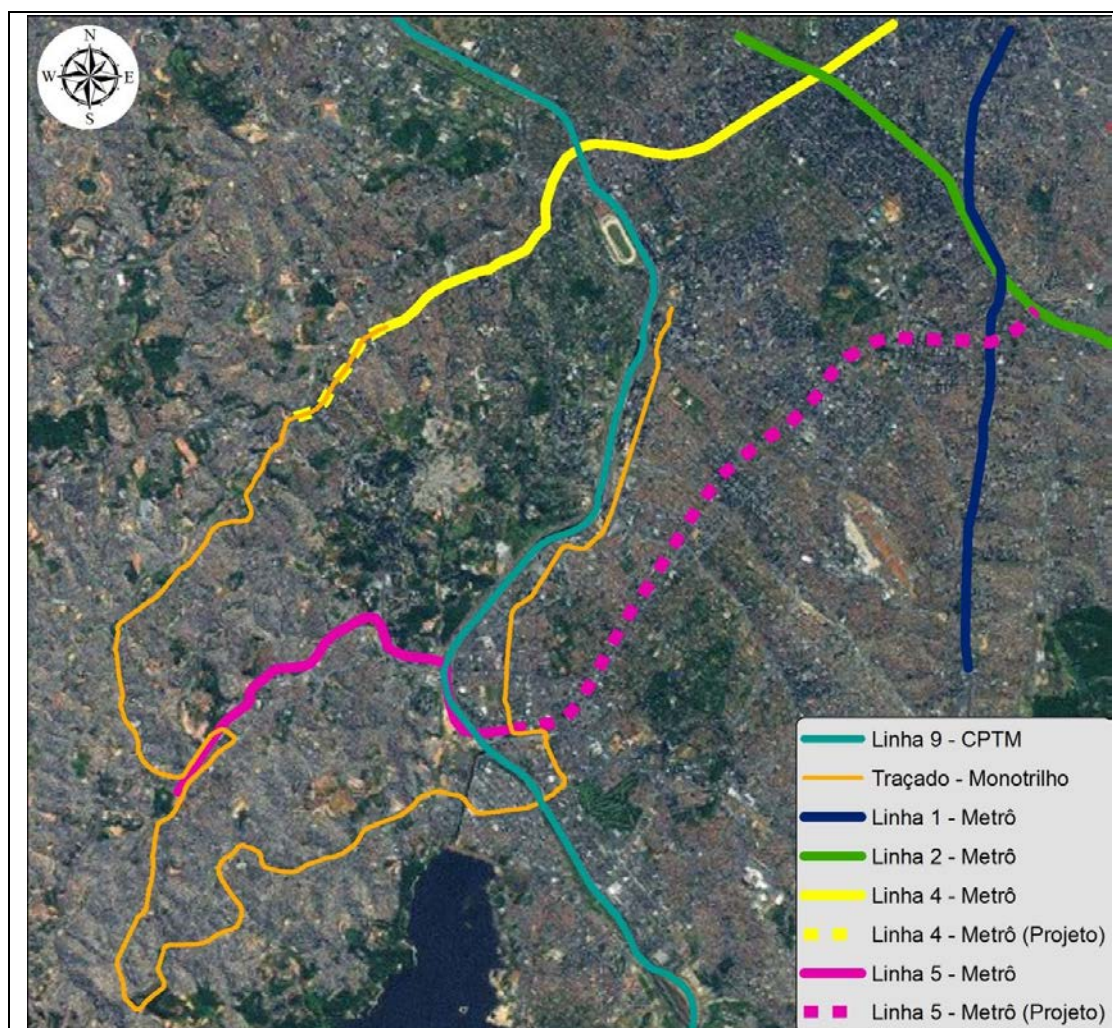 N
W E
S
Linha 9 - CPTM
Traçado - Monotrilho
Linha 1 - Metrô
Linha 2 - Metrô
Linha 4 - Metrô
Linha 4 - Metrô (Projeto)
Linha 5 - Metrô
Linha 5 - Metrô (Projeto)